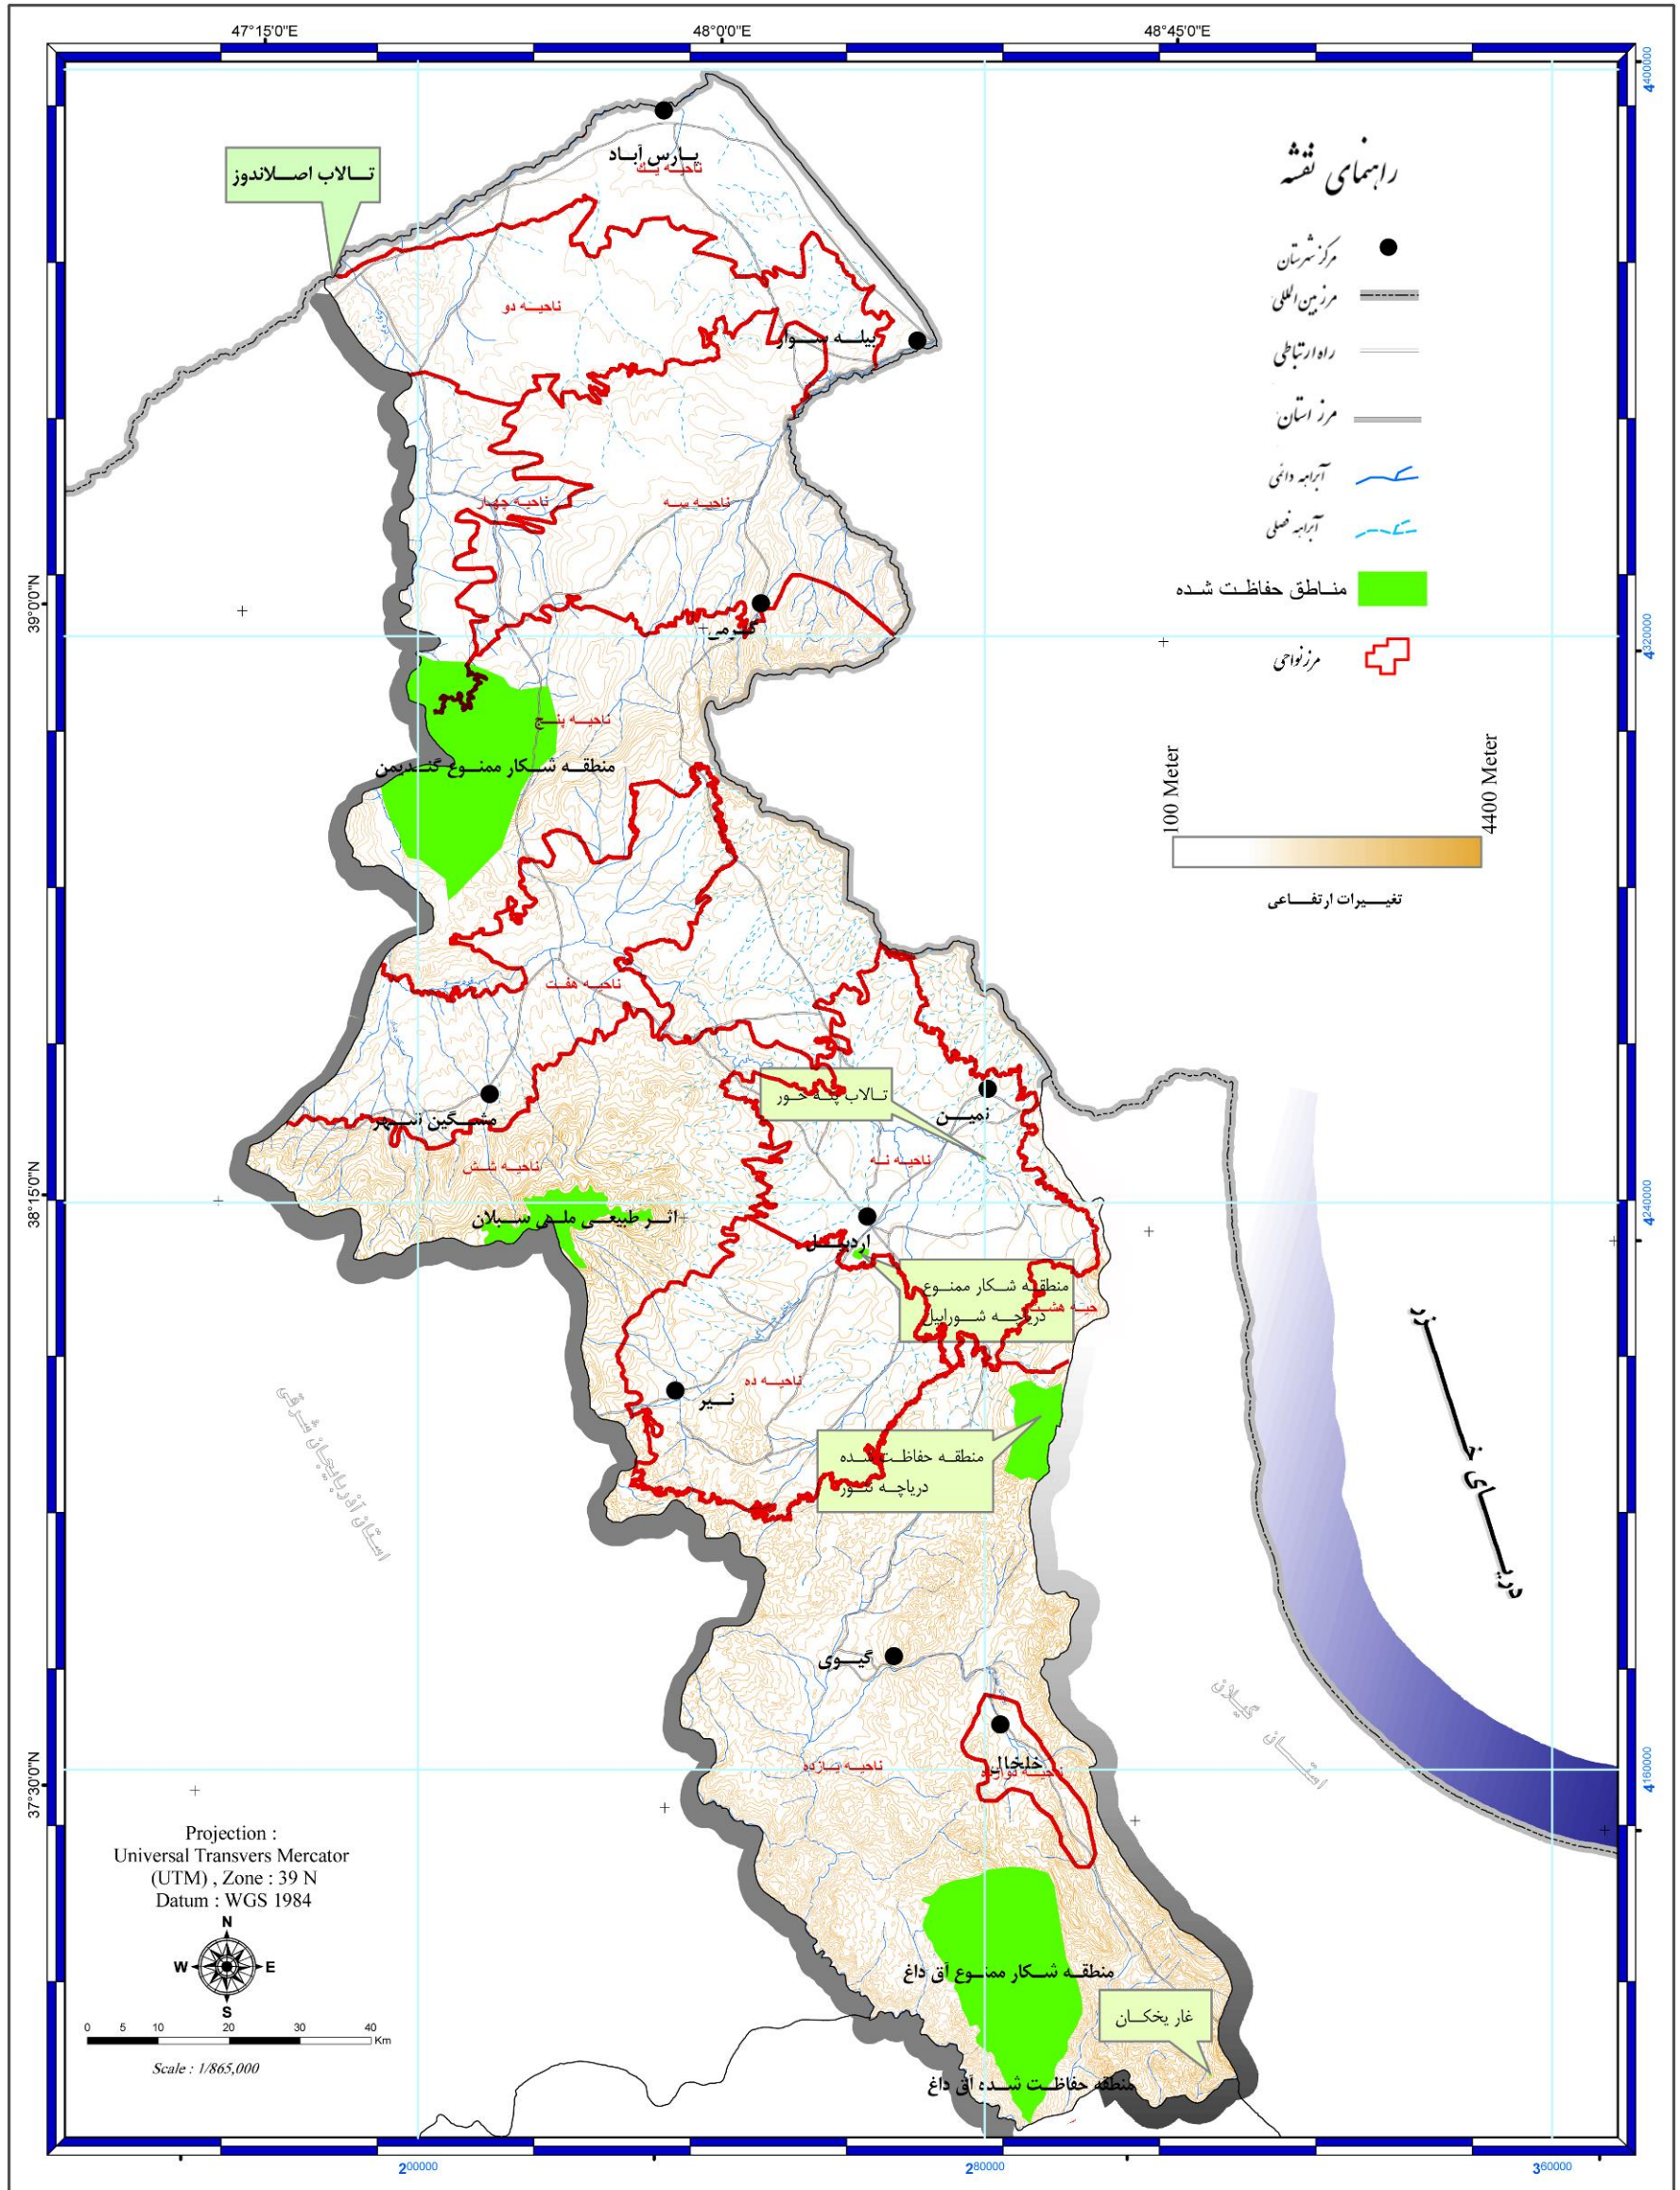 47°15'0"E
48°0'0"E
48°45'0"E
4400000
4320000
4240000
4160000
39°0'0"N
38°15'0"N
37°30'0"N
200000
280000
360000
راهنمای نقشه
مرکز شهرستان
مرز بین‌المللی
راه ارتباطی
مرز استان
آبراهه دائمی
آبراهه فصلی
مناطق حفاظت شده
مرز نواحی
100 Meter
4400 Meter
تغییرات ارتفاعی
تالاب اصلاندوز
پارس آباد
ناحیه یک
ناحیه دو
بیله سوار
ناحیه چهار
ناحیه سه
گرمی
ناحیه پنج
منطقه شکار ممنوع گندیمن
ناحیه هفت
مشگین شهر
تالاب پته خور
نمین
ناحیه شش
ناحیه نه
اثر طبیعی ملی سبلان
اردبیل
منطقه شکار ممنوع
دریاچه شورابیل
حیه هشت
ناحیه ده
نیر
منطقه حفاظت شده
دریاچه نئور
استان آذربایجان شرقی
دریای خزر
گیوی
استان گیلان
خلخال
ناحیه یازده
ناحیه دوازده
منطقه شکار ممنوع آق داغ
غار یخکان
منطقه حفاظت شده آق داغ
Projection :
Universal Transvers Mercator
(UTM) , Zone : 39 N
Datum : WGS 1984
N
W E
S
0 5 10 20 30 40
Km
Scale : 1/865,000